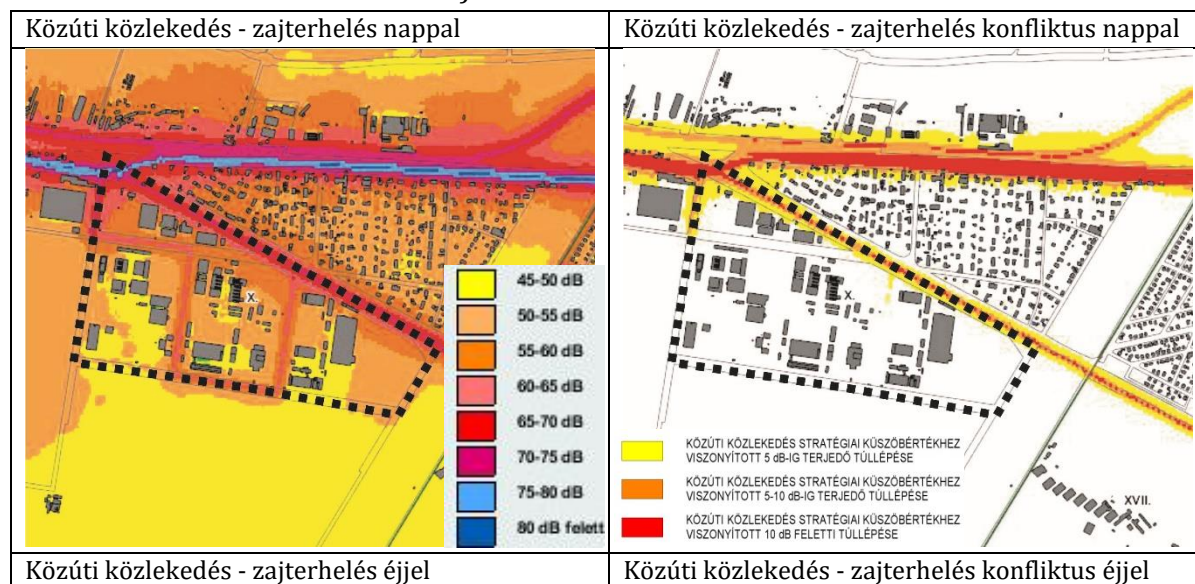 Közúti közlekedés - zajterhelés nappal
Közúti közlekedés - zajterhelés konfliktus nappal
X.
45-50 dB
50-55 dB
55-60 dB
60-65 dB
65-70 dB
70-75 dB
75-80 dB
80 dB felett
X.
KÖZÚTI KÖZLEKEDÉS STRATÉGIAI KÜSZÖBÉRTÉKHEZ
VISZONYÍTOTT 5 dB-IG TERJEDŐ TÚLLÉPÉSE
KÖZÚTI KÖZLEKEDÉS STRATÉGIAI KÜSZÖBÉRTÉKHEZ
VISZONYÍTOTT 5-10 dB-IG TERJEDŐ TÚLLÉPÉSE
KÖZÚTI KÖZLEKEDÉS STRATÉGIAI KÜSZÖBÉRTÉKHEZ
VISZONYÍTOTT 10 dB FELETTI TÚLLÉPÉSE
XVII.
Közúti közlekedés - zajterhelés éjjel
Közúti közlekedés - zajterhelés konfliktus éjjel